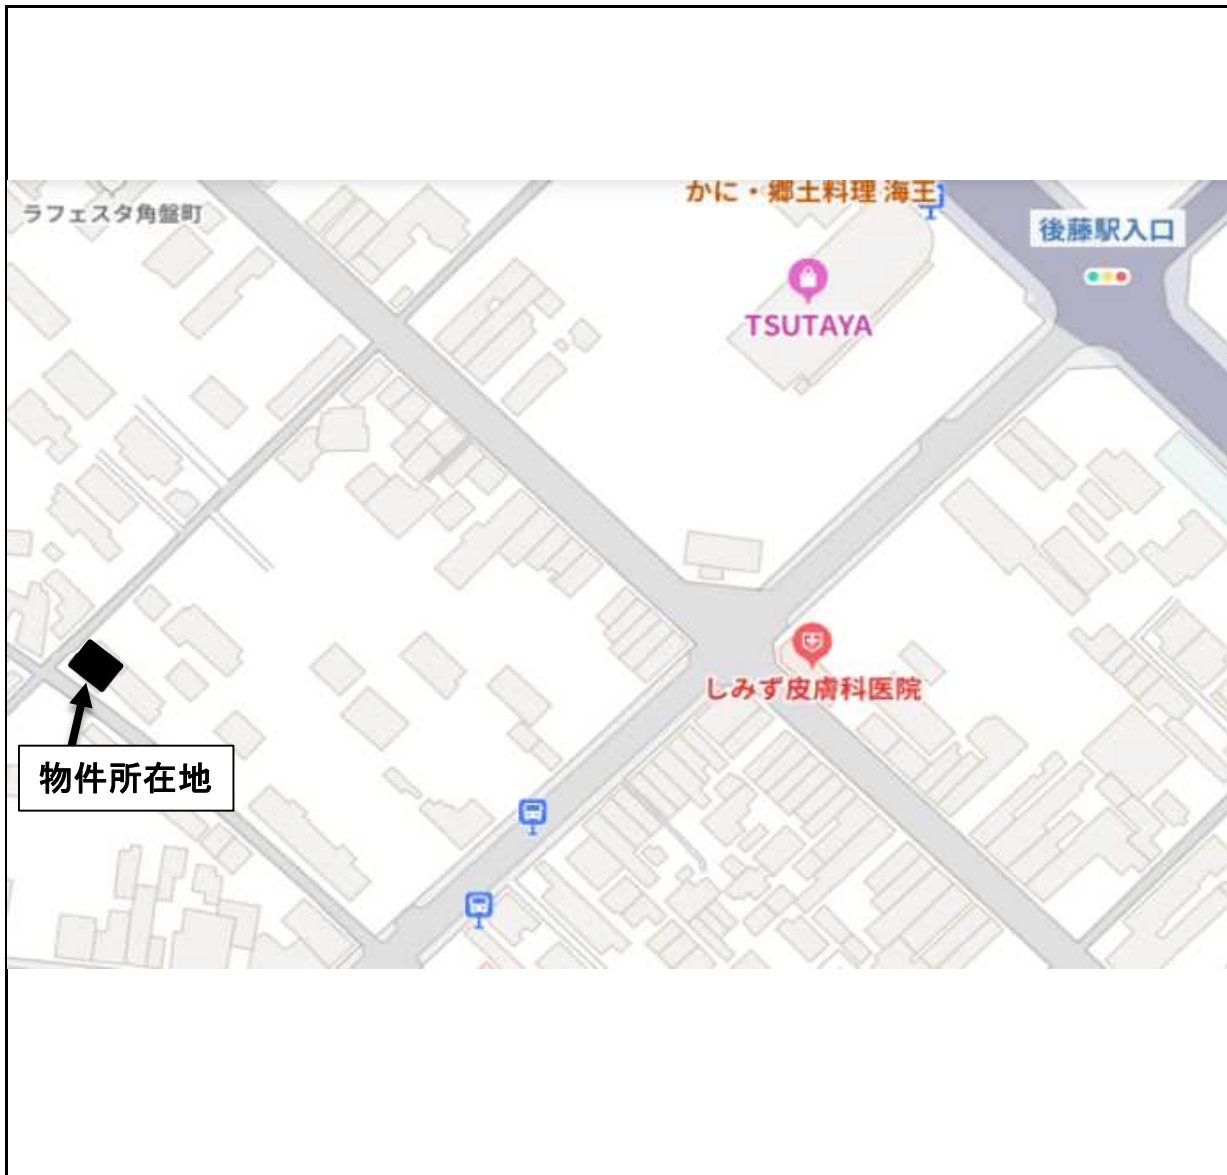 かに・郷土料理 海王
ラフェスタ角盤町
後藤駅入口
TSUTAYA
しみず皮膚科医院
物件所在地